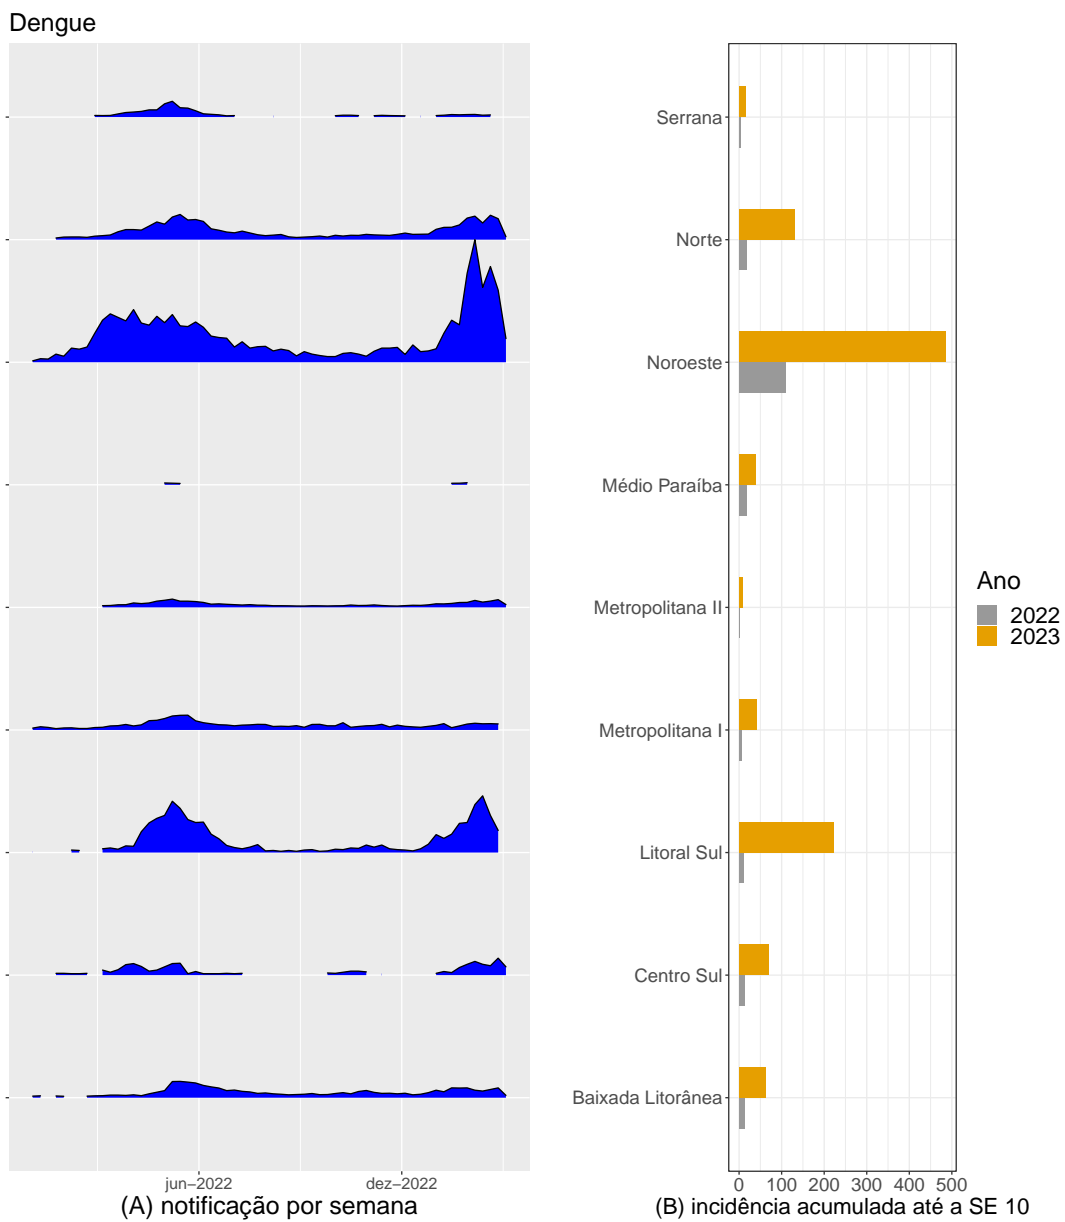 Dengue
Serrana
Norte
Noroeste
Médio Paraíba
Metropolitana II
Metropolitana I
Litoral Sul
Centro Sul
Baixada Litorânea
Ano
2022
2023
jun−2022 dez−2022
0 100 200 300 400 500
(A) notificação por semana
(B) incidência acumulada até a SE 10